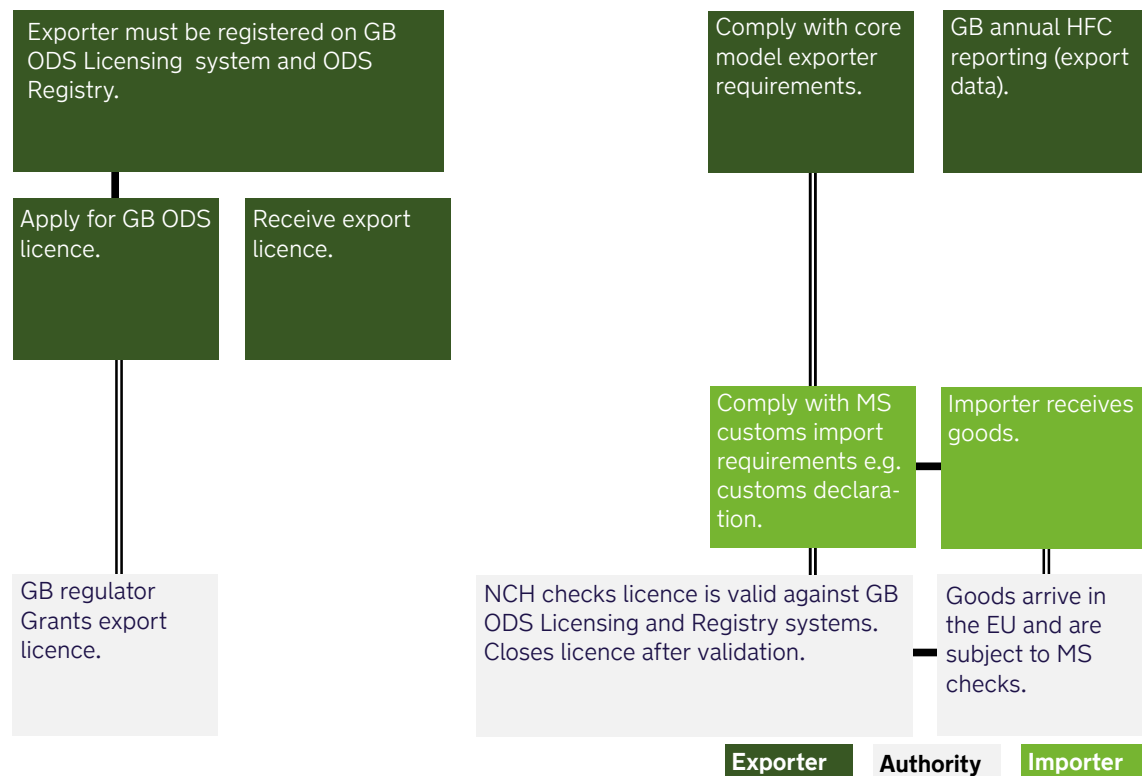 Exporter must be registered on GB
ODS Licensing system and ODS
Registry.
Comply with core
model exporter
requirements.
GB annual HFC
reporting (export
data).
Apply for GB ODS
licence.
Receive export
licence.
Comply with MS
customs import
requirements e.g.
customs declara-
tion.
Importer receives
goods.
GB regulator
Grants export
licence.
NCH checks licence is valid against GB
ODS Licensing and Registry systems.
Closes licence after validation.
Goods arrive in
the EU and are
subject to MS
checks.
Exporter
Authority
Importer